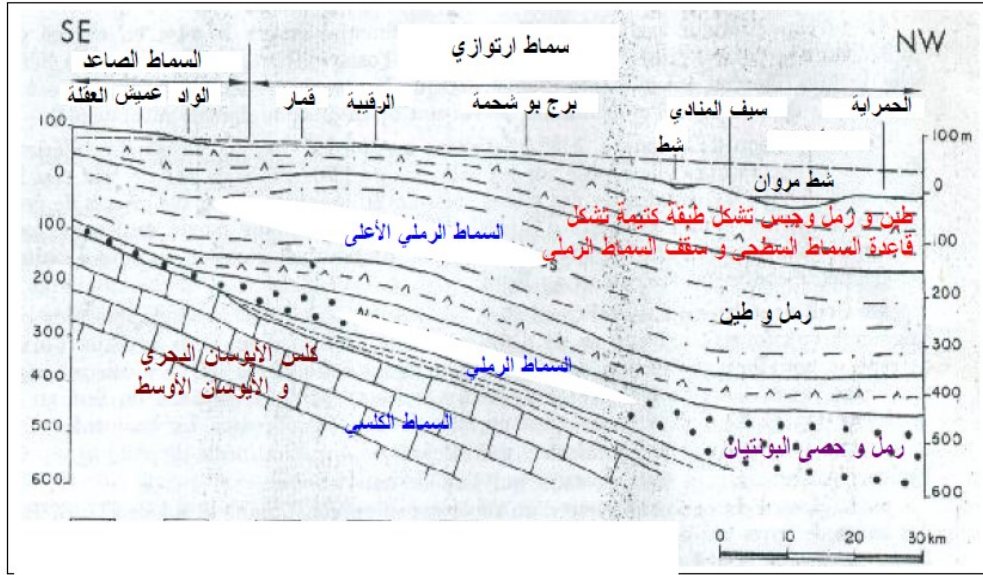 SE
سماط ارتوازي
NW
السماط الصاعد
العقلة
عميش
الواد
قمار
الرقيبة
برج بو شحمة
سيف المنادي
الحمراية
شط
شط مروان
100
0
100
200
300
400
500
600
100m
0
100
200
300
400
500
600
طين و رمل وجبس تشكل طبقة كتيمة تشكل
قاعدة السماط السطحي و سقف السماط الرملي
السماط الرملي الأعلى
s
رمل و طين
كلس الأيوسان البحري
و الأيوسان الأوسط
السماط الرملي
السماط الكلسي
رمل و حصى البونتيان
0 10 20 30 km